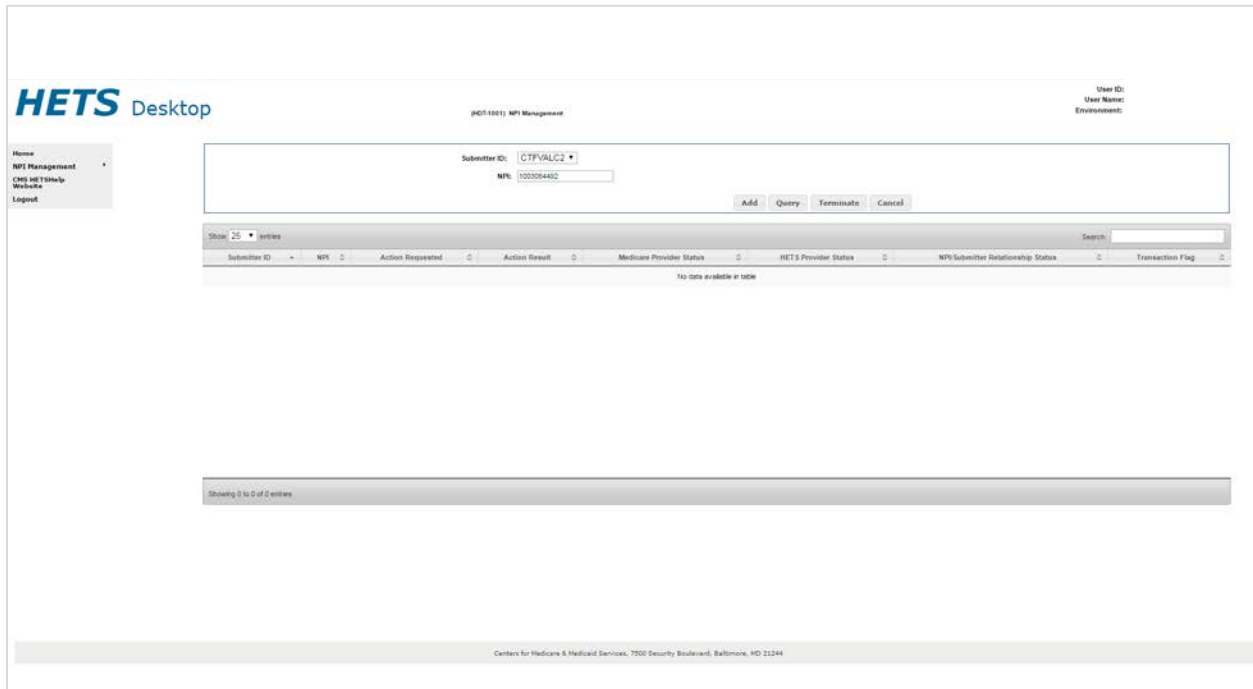 HETS Desktop
(HDT-1001) NPI Management
User ID:
User Name:
Environment:
Home
NPI Management
CMS HETSHelp
Website
Logout
Submitter ID: CTFVALC2
NPI: 1003084492
Add Query Terminate Cancel
Show 25 entries Search:
Submitter ID NPI Action Requested Action Result Medicare Provider Status HETS Provider Status NPI/Submitter Relationship Status Transaction Flag
No data available in table
Showing 0 to 0 of 0 entries
Centers for Medicare & Medicaid Services, 7500 Security Boulevard, Baltimore, MD 21244